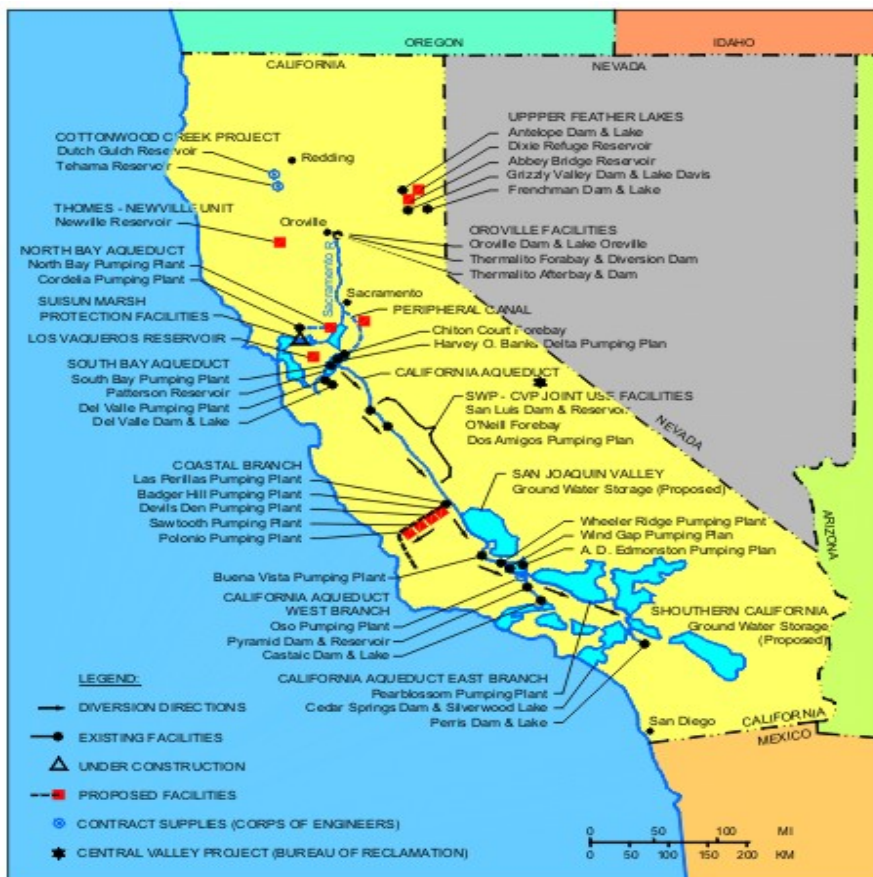 OREGON
IDAHO
CALIFORNIA
NEVADA
COTTONWOOD CREEK PROJECT
Dutch Gulch Reservoir
Tehama Reservoir
Redding
UPPPER FEATHER LAKES
Antelope Dam & Lake
Dixie Refuge Reservoir
Abbey Bridge Reservoir
Grizzly Valley Dam & Lake Davis
Frenchman Dam & Lake
THOMES - NEWVILLE UNIT
Newville Reservoir
Oroville
OROVILLE FACILITIES
Oroville Dam & Lake Oreville
Thermalito Forabay & Diversion Dam
Thermalito Afterbay & Dam
NORTH BAY AQUEDUCT
North Bay Pumping Plant
Cordelia Pumping Plant
Sacramento R.
Sacramento
SUISUN MARSH
PROTECTION FACILITIES
PERIPHERAL CANAL
LOS VAQUEROS RESERVOIR
Chiton Court Forebay
Harvey O. Banks Delta Pumping Plan
SOUTH BAY AQUEDUCT
South Bay Pumping Plant
Patterson Reservoir
Del Valle Pumping Plant
Del Valle Dam & Lake
CALIFORNIA AQUEDUCT
SWP - CVP JOINT USE FACILITIES
San Luis Dam & Reservoir
O'Neill Forebay
Dos Amigos Pumping Plan
NEVADA
COASTAL BRANCH
Las Perillas Pumping Plant
Badger Hill Pumping Plant
Devils Den Pumping Plant
Sawtooth Pumping Plant
Polonio Pumping Plant
SAN JOAQUIN VALLEY
Ground Water Storage (Proposed)
ARIZONA
Wheeler Ridge Pumping Plant
Wind Gap Pumping Plan
A. D. Edmonston Pumping Plan
Buena Vista Pumping Plant
CALIFORNIA AQUEDUCT
WEST BRANCH
Oso Pumping Plant
Pyramid Dam & Reservoir
Castaic Dam & Lake
SHOUTHERN CALIFORNIA
Ground Water Storage
(Proposed)
CALIFORNIA AQUEDUCT EAST BRANCH
Pearblossom Pumping Plant
Cedar Springs Dam & Silverwood Lake
Perris Dam & Lake
San Diego
CALIFORNIA
MEXICO
LEGEND:
DIVERSION DIRECTIONS
EXISTING FACILITIES
UNDER CONSTRUCTION
PROPOSED FACILITIES
CONTRACT SUPPLIES (CORPS OF ENGINEERS)
CENTRAL VALLEY PROJECT (BUREAU OF RECLAMATION)
0 50 100 MI
0 50 100 150 200 KM